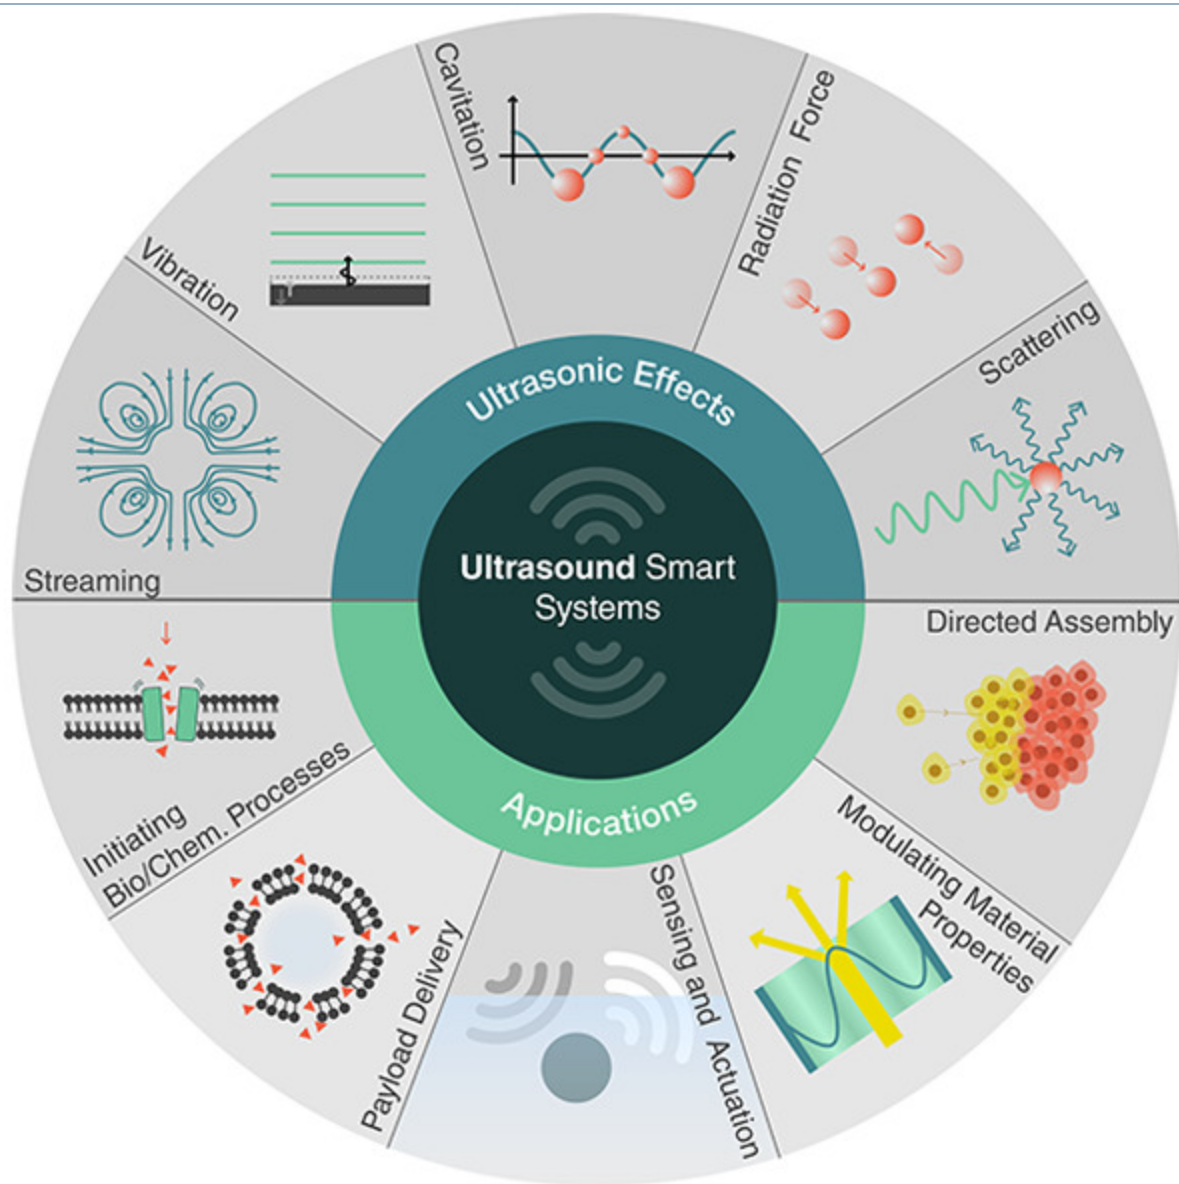 Cavitation
Radiation Force
Vibration
Scattering
Ultrasonic Effects
Ultrasound Smart
Systems
Streaming
Directed Assembly
Applications
Initiating
Bio/Chem. Processes
Payload Delivery
Sensing and Actuation
Modulating Material
Properties